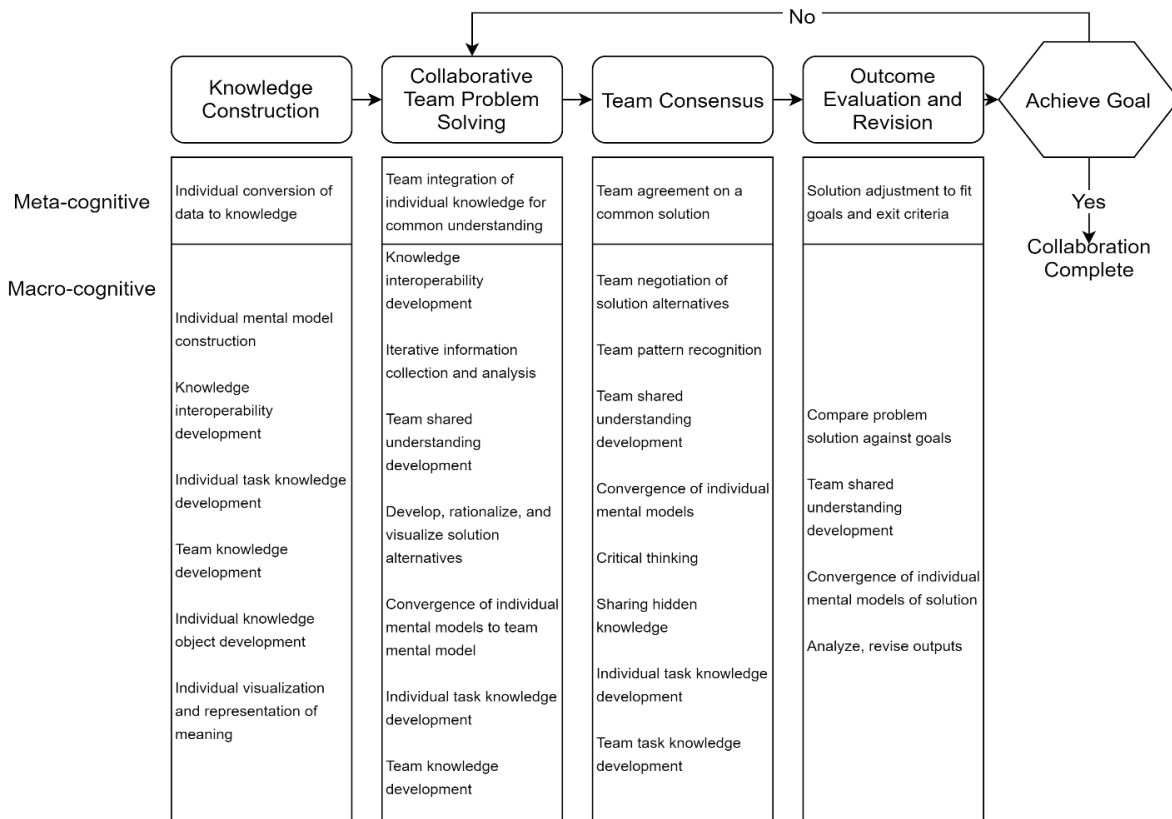 No
Knowledge
Construction
Collaborative
Team Problem
Solving
Team Consensus
Outcome
Evaluation and
Revision
Achieve Goal
Yes
Collaboration
Complete
Meta-cognitive
Individual conversion of
data to knowledge
Team integration of
individual knowledge for
common understanding
Team agreement on a
common solution
Solution adjustment to fit
goals and exit criteria
Macro-cognitive
Individual mental model
construction
Knowledge
interoperability
development
Individual task knowledge
development
Team knowledge
development
Individual knowledge
object development
Individual visualization
and representation of
meaning
Knowledge
interoperability
development
Iterative information
collection and analysis
Team shared
understanding
development
Develop, rationalize, and
visualize solution
alternatives
Convergence of individual
mental models to team
mental model
Individual task knowledge
development
Team knowledge
development
Team negotiation of
solution alternatives
Team pattern recognition
Team shared
understanding
development
Convergence of individual
mental models
Critical thinking
Sharing hidden
knowledge
Individual task knowledge
development
Team task knowledge
development
Compare problem
solution against goals
Team shared
understanding
development
Convergence of individual
mental models of solution
Analyze, revise outputs